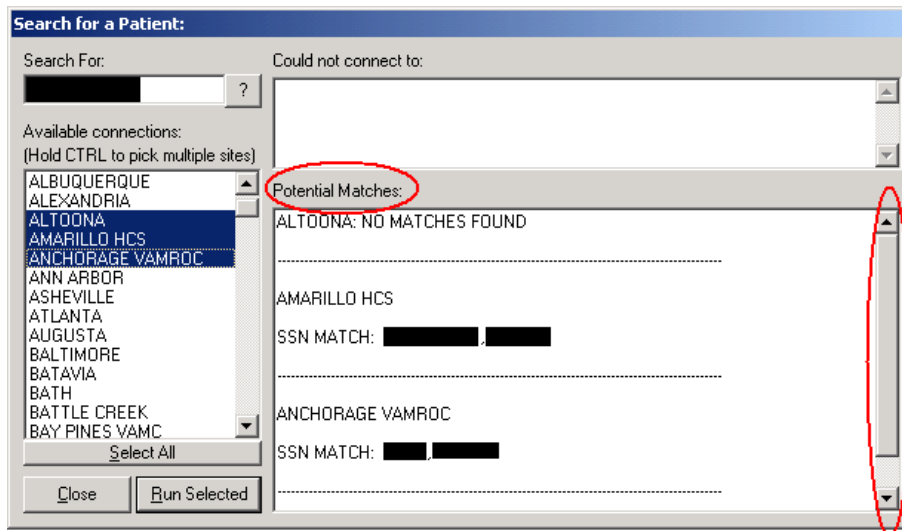 Search for a Patient:
Search For:
?
Available connections:
(Hold CTRL to pick multiple sites)
ALBUQUERQUE
ALEXANDRIA
ALTOONA
AMARILLO HCS
ANCHORAGE VAMROC
ANN ARBOR
ASHEVILLE
ATLANTA
AUGUSTA
BALTIMORE
BATAVIA
BATH
BATTLE CREEK
BAY PINES VAMC
Select All
Close
Run Selected
Could not connect to:
Potential Matches:
ALTOONA: NO MATCHES FOUND
AMARILLO HCS
SSN MATCH: ,
ANCHORAGE VAMROC
SSN MATCH: ,